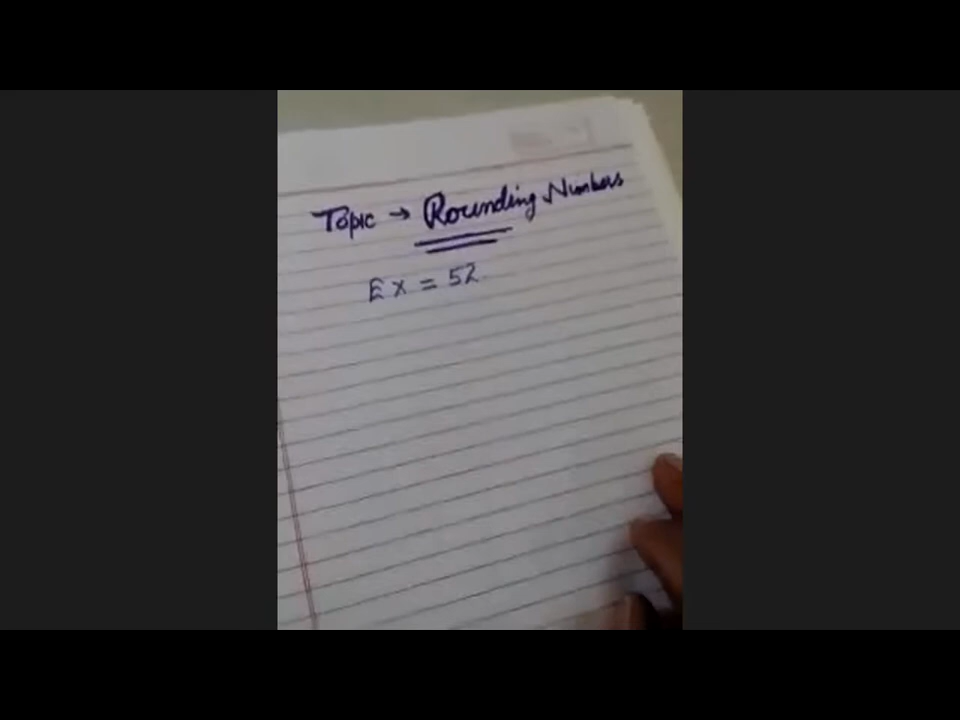 Topic → Rounding Numbers
Ex = 52